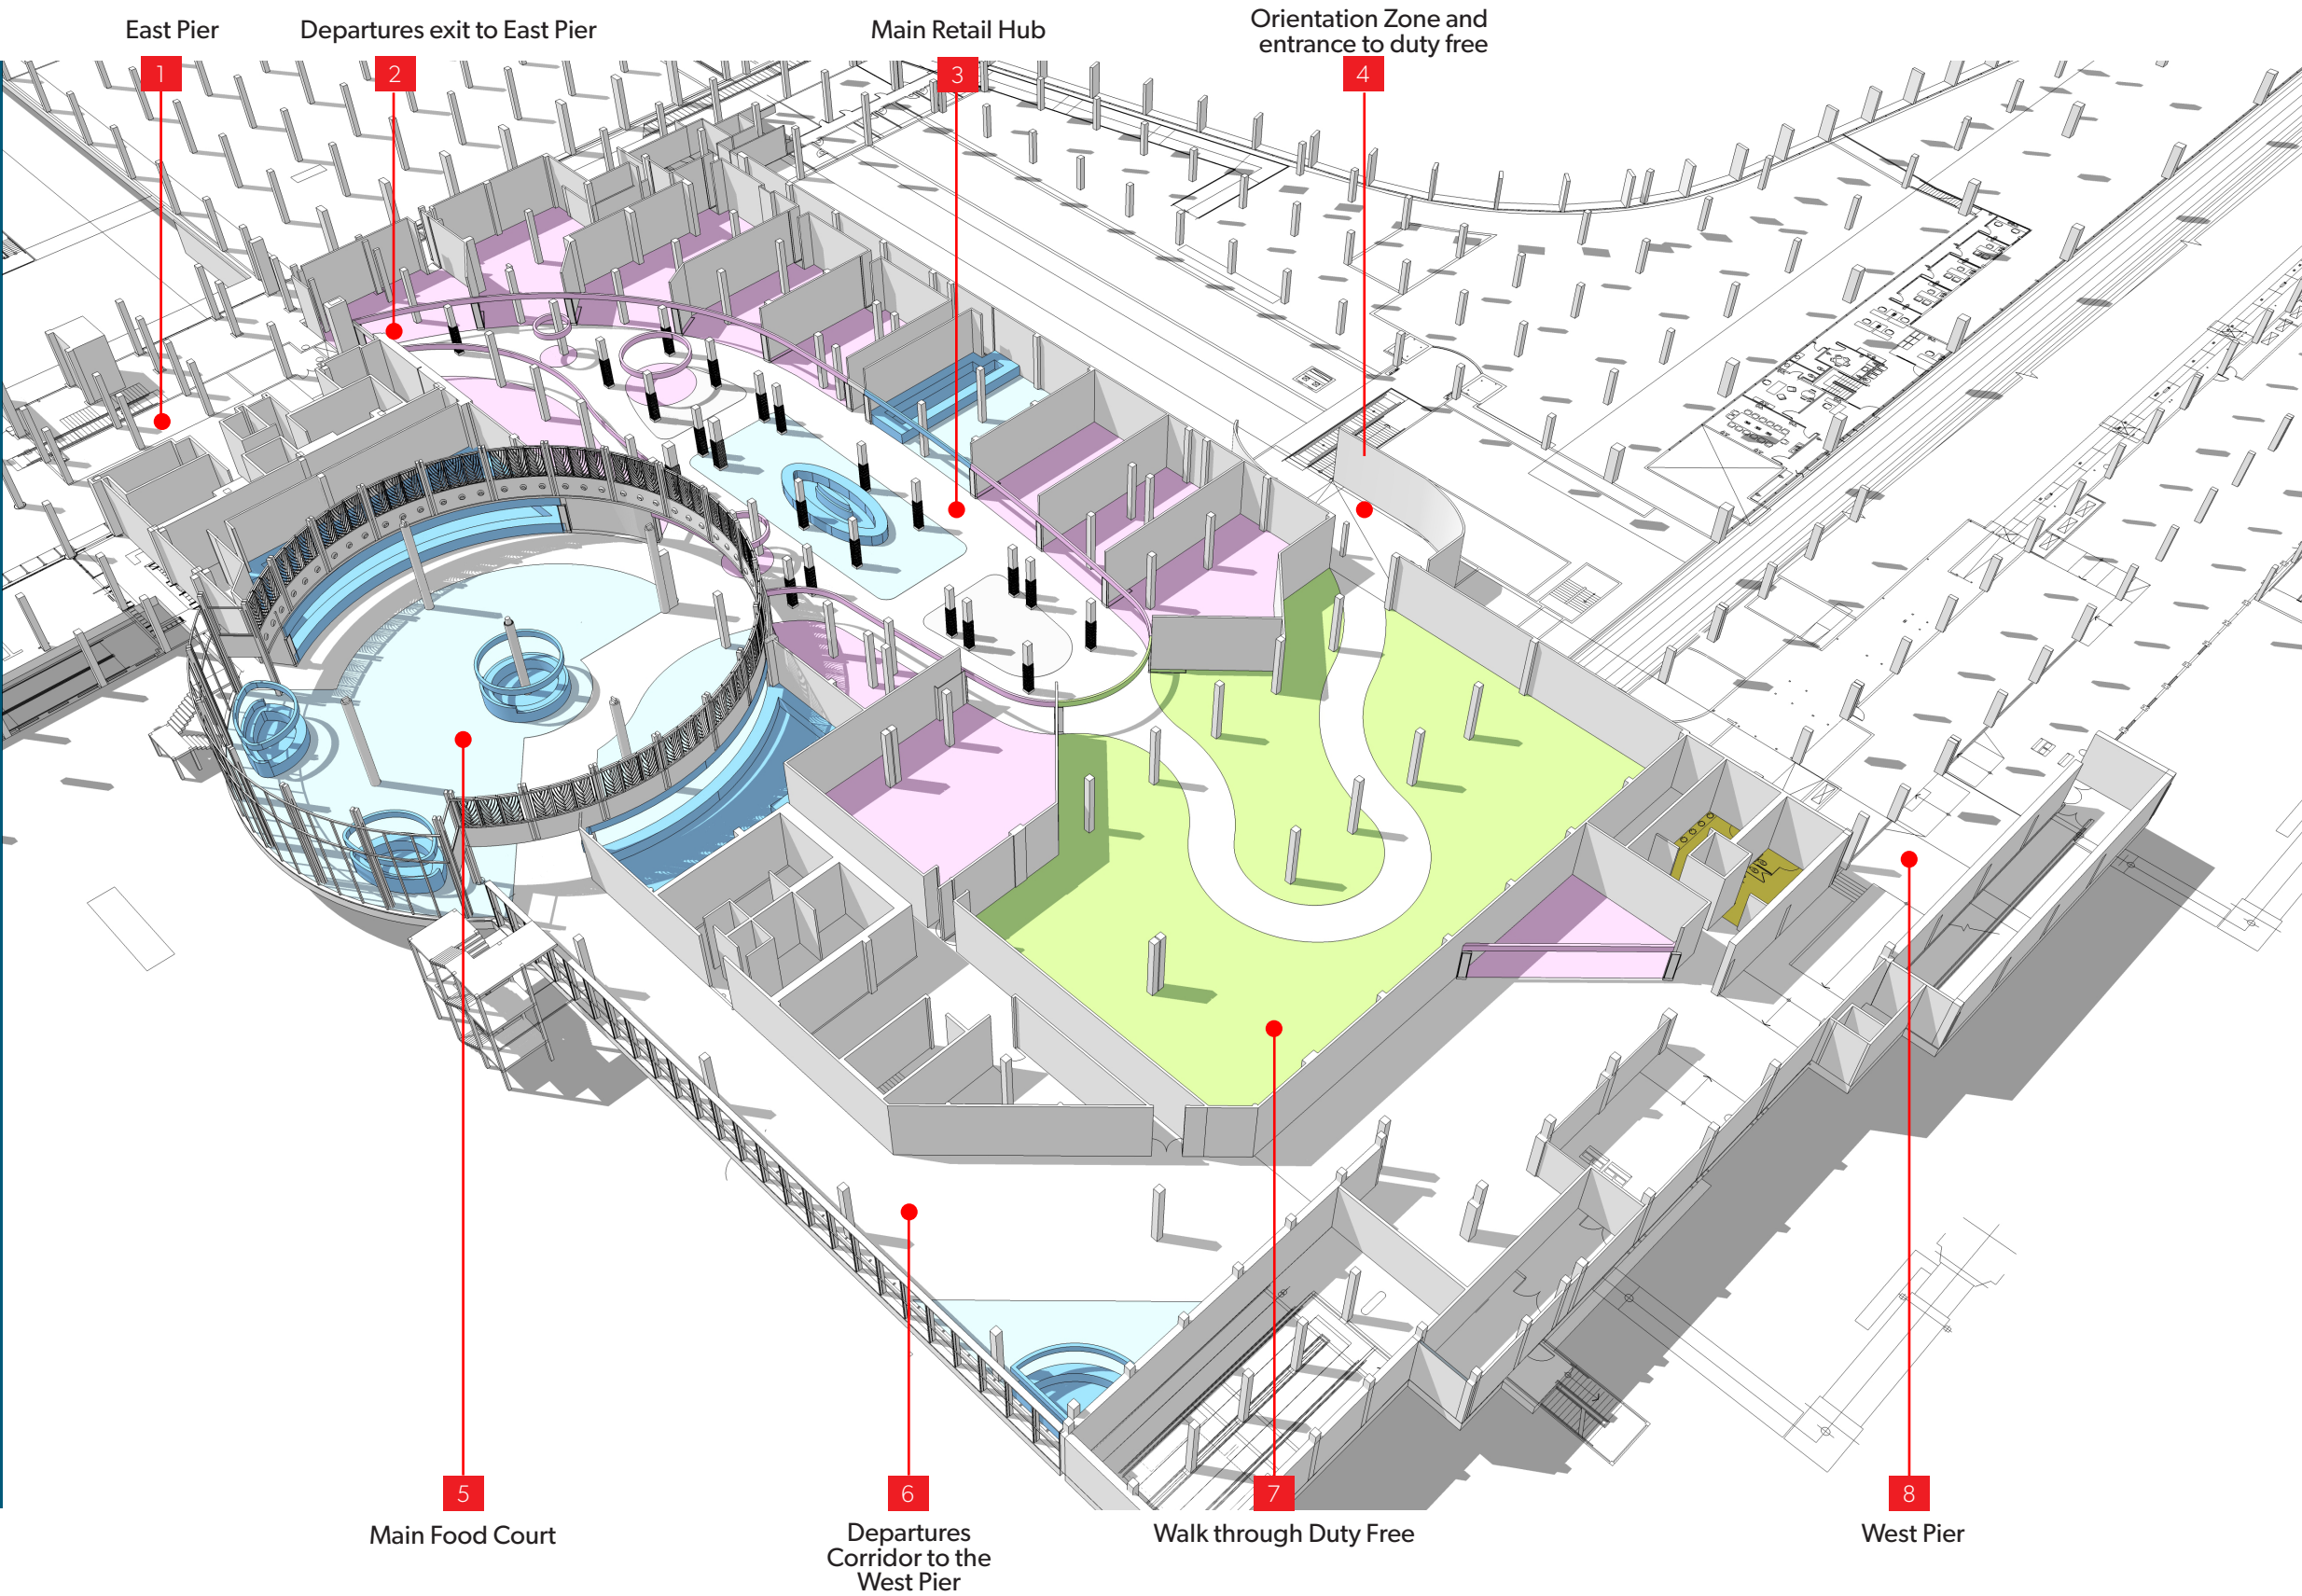 East Pier
Departures exit to East Pier
Main Retail Hub
Orientation Zone and
entrance to duty free
1
2
3
4
5
6
7
8
Main Food Court
Departures
Corridor to the
West Pier
Walk through Duty Free
West Pier